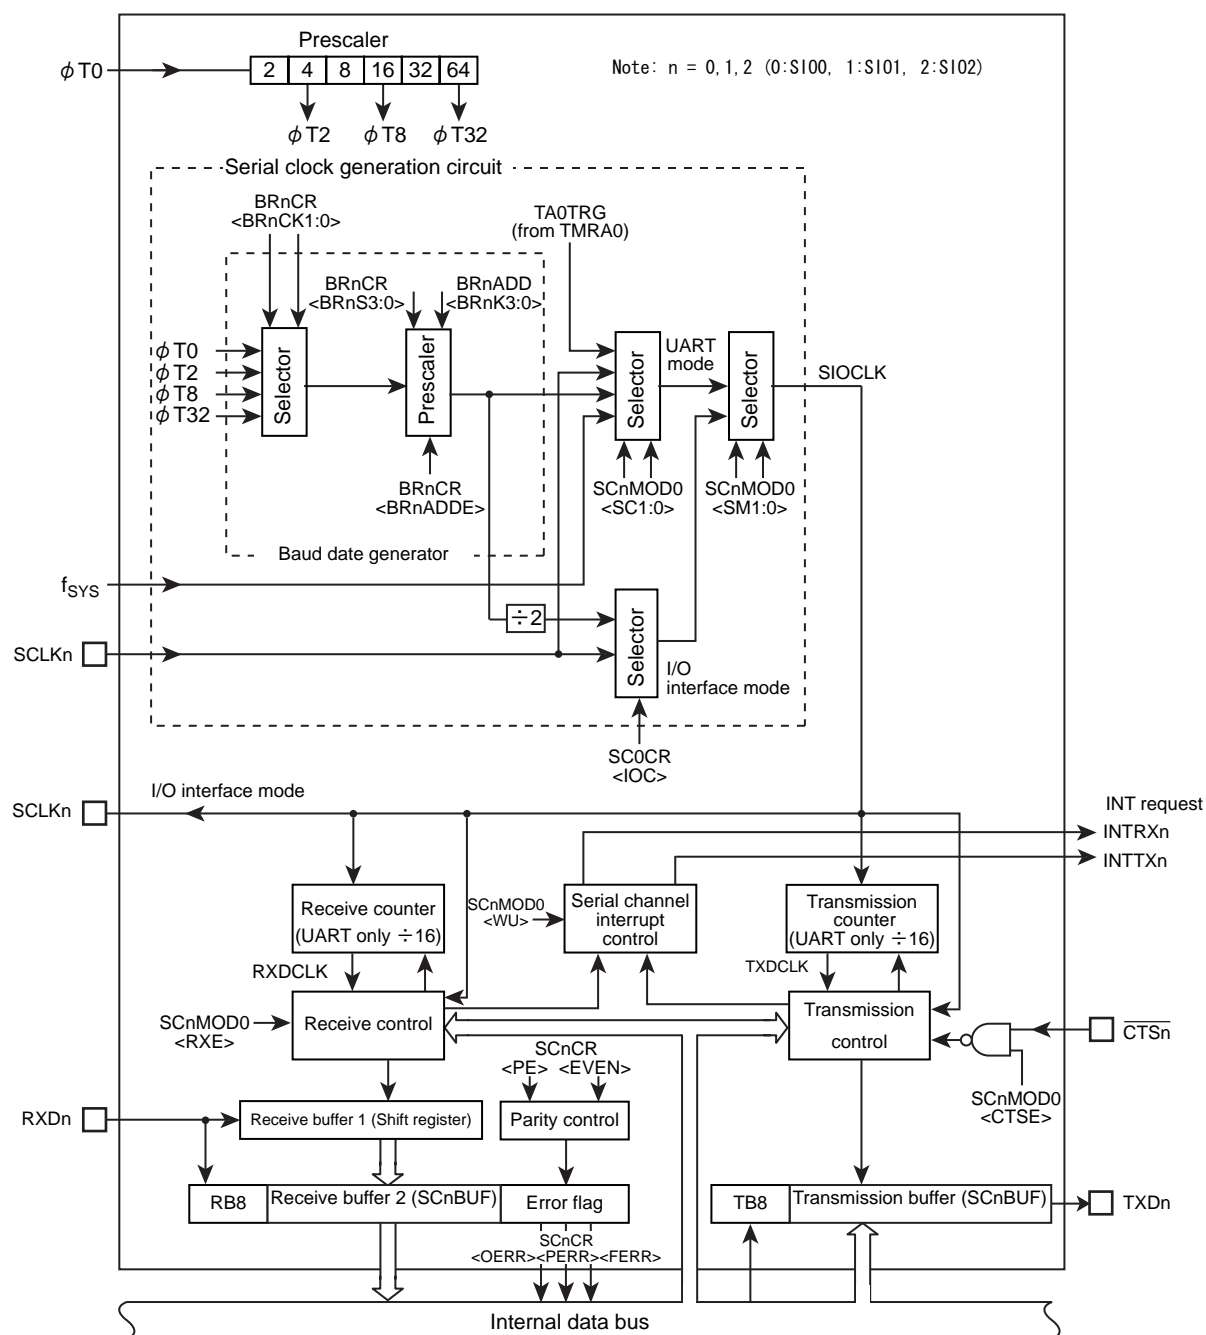 Prescaler
φT0
2 4 8 16 32 64
Note: n = 0,1,2 (0:SIO0, 1:SIO1, 2:SIO2)
φT2 φT8 φT32
Serial clock generation circuit
BRnCR
<BRnCK1:0>
TA0TRG
(from TMRA0)
BRnCR
<BRnS3:0>
BRnADD
<BRnK3:0>
φT0
φT2
φT8
φT32
Selector
Prescaler
Selector
UART
mode
Selector
SIOCLK
BRnCR
<BRnADDE>
SCnMOD0
<SC1:0>
SCnMOD0
<SM1:0>
Baud date generator
fSYS
÷2
SCLKn
Selector
I/O
interface mode
SC0CR
<IOC>
I/O interface mode
SCLKn
INT request
INTRXn
INTTXn
Receive counter
(UART only ÷16)
SCnMOD0
<WU>
Serial channel
interrupt
control
Transmission
counter
(UART only ÷16)
RXDCLK
TXDCLK
SCnMOD0
<RXE>
Receive control
Transmission
control
CTSn
SCnMOD0
<CTSE>
SCnCR
<PE> <EVEN>
RXDn
Receive buffer 1 (Shift register)
Parity control
RB8
Receive buffer 2 (SCnBUF)
Error flag
TB8
Transmission buffer (SCnBUF)
TXDn
SCnCR
<OERR><PERR><FERR>
Internal data bus